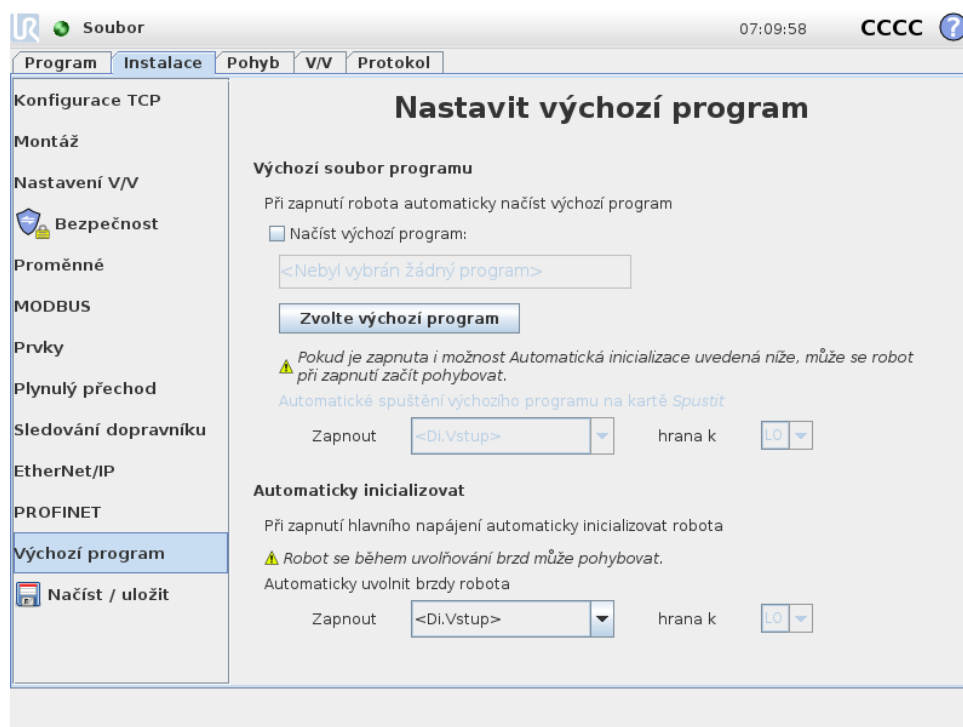 UR Soubor 07:09:58 CCCC ?
Program Instalace Pohyb V/V Protokol
Konfigurace TCP
Montáž
Nastavení V/V
Bezpečnost
Proměnné
MODBUS
Prvky
Plynulý přechod
Sledování dopravníku
EtherNet/IP
PROFINET
Výchozí program
Načíst / uložit
Nastavit výchozí program
Výchozí soubor programu
Při zapnutí robota automaticky načíst výchozí program
Načíst výchozí program:
<Nebyl vybrán žádný program>
Zvolte výchozí program
Pokud je zapnuta i možnost Automatická inicializace uvedená níže, může se robot
při zapnutí začít pohybovat.
Automatické spuštění výchozího programu na kartě Spustit
Zapnout <Di.Vstup> hrana k LO
Automaticky inicializovat
Při zapnutí hlavního napájení automaticky inicializovat robota
Robot se během uvolňování brzd může pohybovat.
Automaticky uvolnit brzdy robota
Zapnout <Di.Vstup> hrana k LO